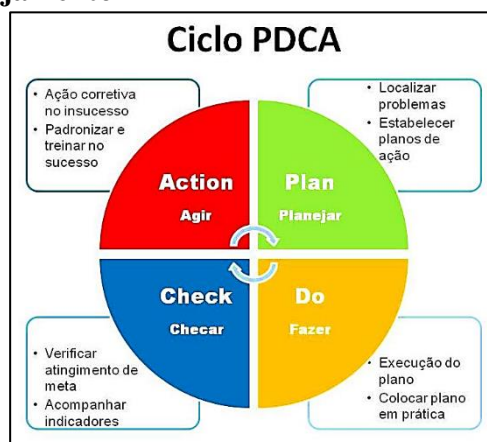 Ciclo PDCA
• Ação corretiva
no insucesso
• Padronizar e
treinar no
sucesso
• Localizar
problemas
• Estabelecer
planos de
ação
Action
Agir
Plan
Planejar
Check
Checar
Do
Fazer
• Verificar
atingimento de
meta
• Acompanhar
indicadores
• Execução do
plano
• Colocar plano
em prática